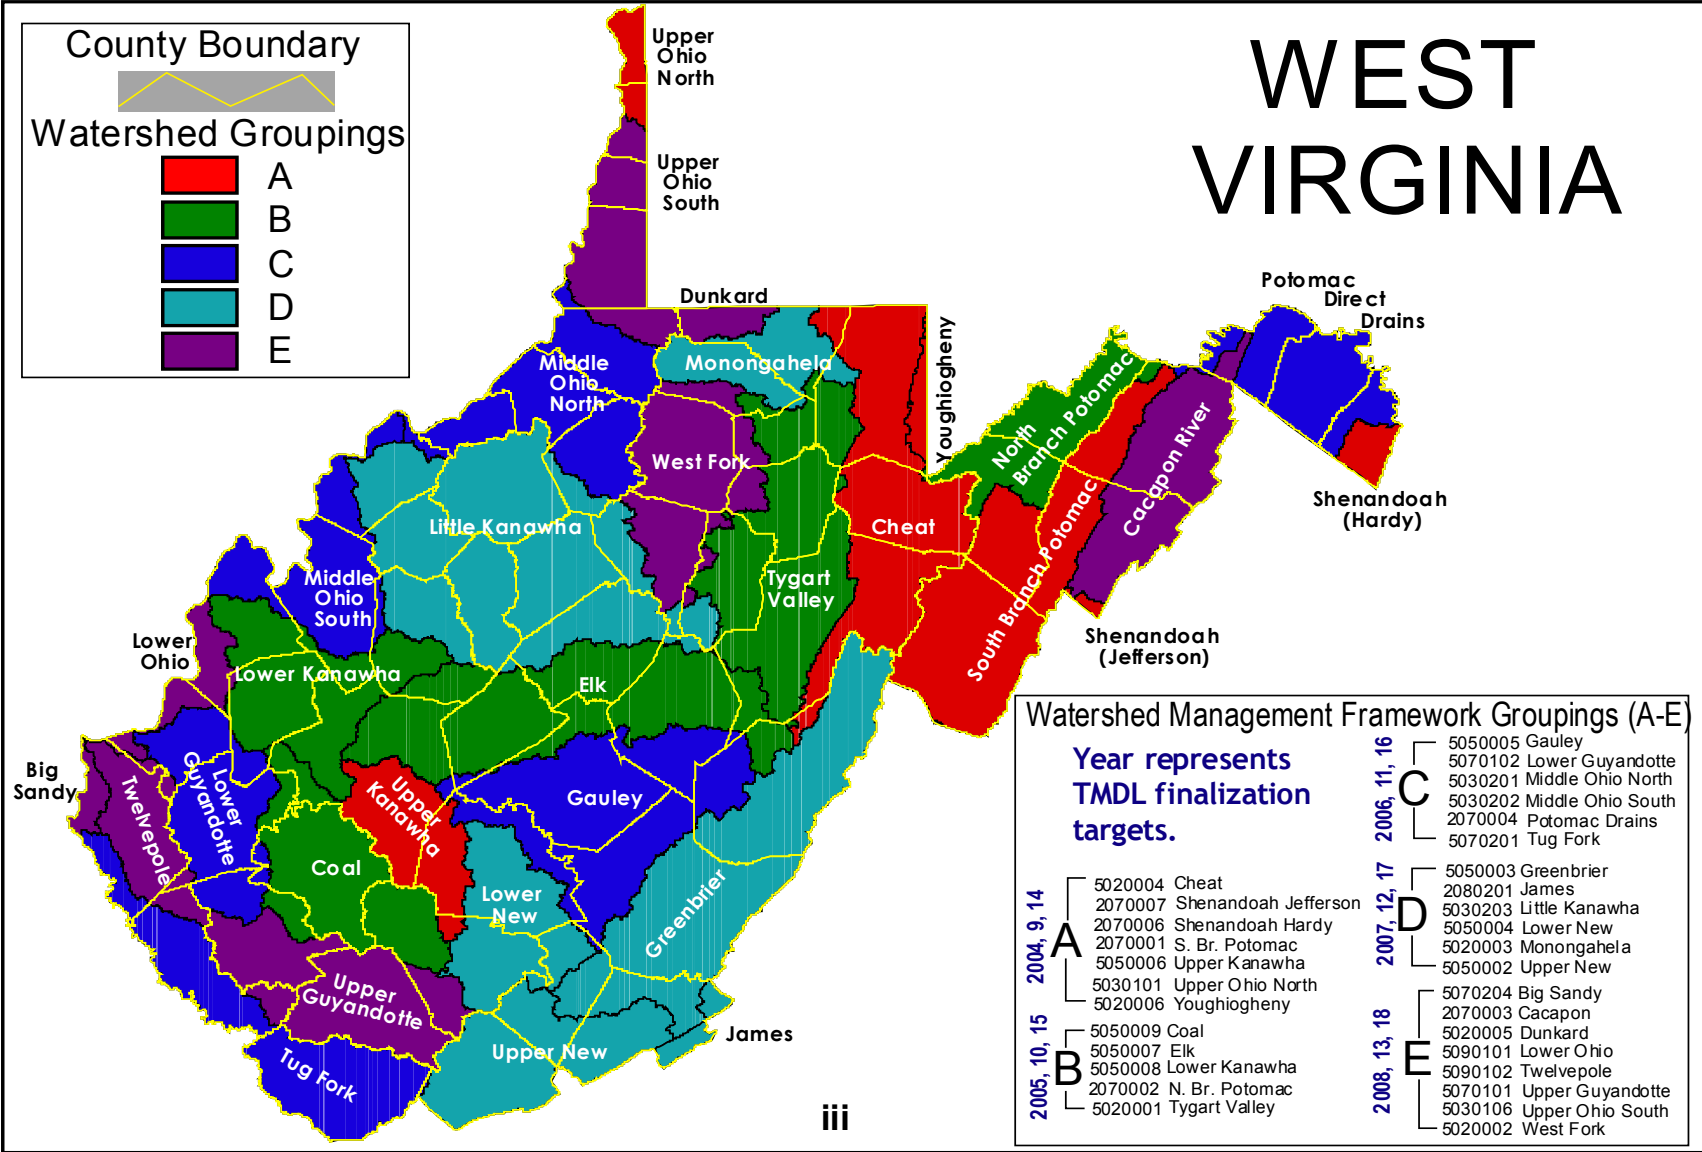 County Boundary
Watershed Groupings
A
B
C
D
E
WEST
VIRGINIA
Upper
Ohio
North
Upper
Ohio
South
Dunkard
Monongahela
Middle
Ohio
North
West Fork
Youghiogheny
North
Branch Potomac
Cacapon River
Potomac
Direct
Drains
Shenandoah
(Hardy)
Cheat
South Branch Potomac
Shenandoah
(Jefferson)
Little Kanawha
Tygart
Valley
Middle
Ohio
South
Lower
Ohio
Lower Kanawha
Elk
Big
Sandy
Twelvepole
Lower
Guyandotte
Upper
Kanawha
Gauley
Coal
Lower
New
Greenbrier
Upper
Guyandotte
Tug Fork
Upper New
James
iii
Watershed Management Framework Groupings (A-E)
Year represents
TMDL finalization
targets.
2004, 9, 14
A
5020004 Cheat
2070007 Shenandoah Jefferson
2070006 Shenandoah Hardy
2070001 S. Br. Potomac
5050006 Upper Kanawha
5030101 Upper Ohio North
5020006 Youghiogheny
2005, 10, 15
B
5050009 Coal
5050007 Elk
5050008 Lower Kanawha
2070002 N. Br. Potomac
5020001 Tygart Valley
2006, 11, 16
C
5050005 Gauley
5070102 Lower Guyandotte
5030201 Middle Ohio North
5030202 Middle Ohio South
2070004 Potomac Drains
5070201 Tug Fork
2007, 12, 17
D
5050003 Greenbrier
2080201 James
5030203 Little Kanawha
5050004 Lower New
5020003 Monongahela
5050002 Upper New
2008, 13, 18
E
5070204 Big Sandy
2070003 Cacapon
5020005 Dunkard
5090101 Lower Ohio
5090102 Twelvepole
5070101 Upper Guyandotte
5030106 Upper Ohio South
5020002 West Fork